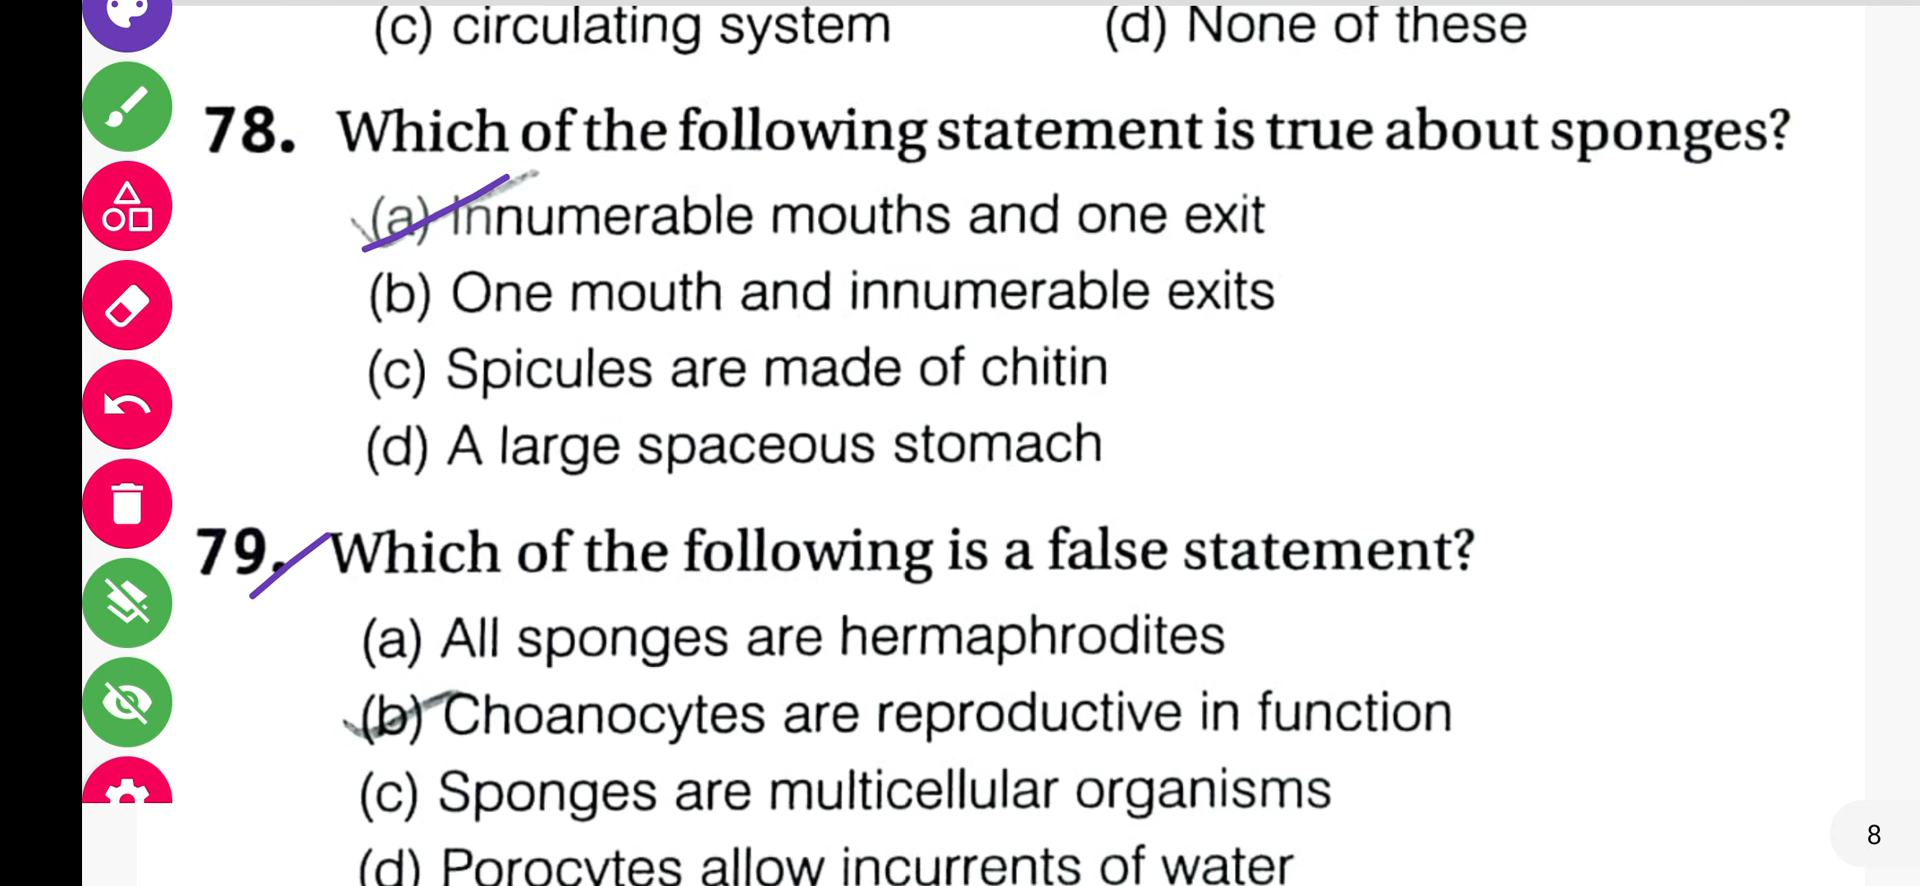 (c) circulating system (d) None of these
78. Which of the following statement is true about sponges?
(a) Innumerable mouths and one exit
(b) One mouth and innumerable exits
(c) Spicules are made of chitin
(d) A large spaceous stomach
79. Which of the following is a false statement?
(a) All sponges are hermaphrodites
(b) Choanocytes are reproductive in function
(c) Sponges are multicellular organisms
(d) Porocytes allow incurrents of water
8